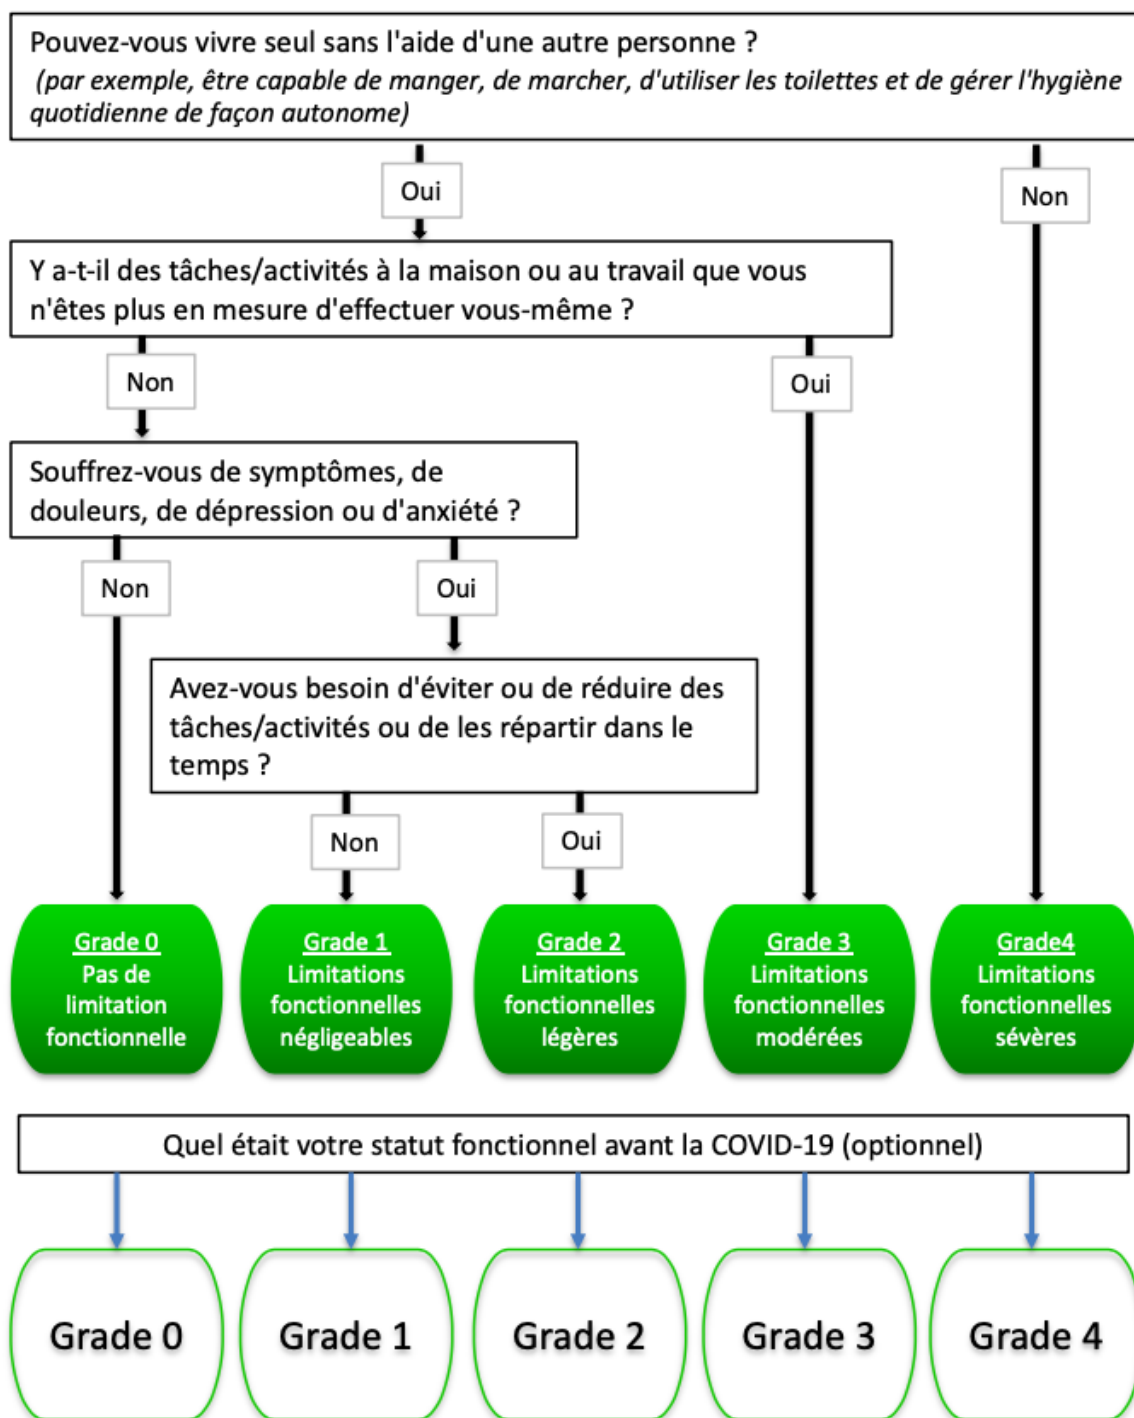 Pouvez-vous vivre seul sans l'aide d'une autre personne ?
(par exemple, être capable de manger, de marcher, d'utiliser les toilettes et de gérer l'hygiène
quotidienne de façon autonome)
Oui
Non
Y a-t-il des tâches/activités à la maison ou au travail que vous
n'êtes plus en mesure d'effectuer vous-même ?
Non
Oui
Souffrez-vous de symptômes, de
douleurs, de dépression ou d'anxiété ?
Non
Oui
Avez-vous besoin d'éviter ou de réduire des
tâches/activités ou de les répartir dans le
temps ?
Non
Oui
Grade 0
Pas de
limitation
fonctionnelle
Grade 1
Limitations
fonctionnelles
négligeables
Grade 2
Limitations
fonctionnelles
légères
Grade 3
Limitations
fonctionnelles
modérées
Grade4
Limitations
fonctionnelles
sévères
Quel était votre statut fonctionnel avant la COVID-19 (optionnel)
Grade 0
Grade 1
Grade 2
Grade 3
Grade 4